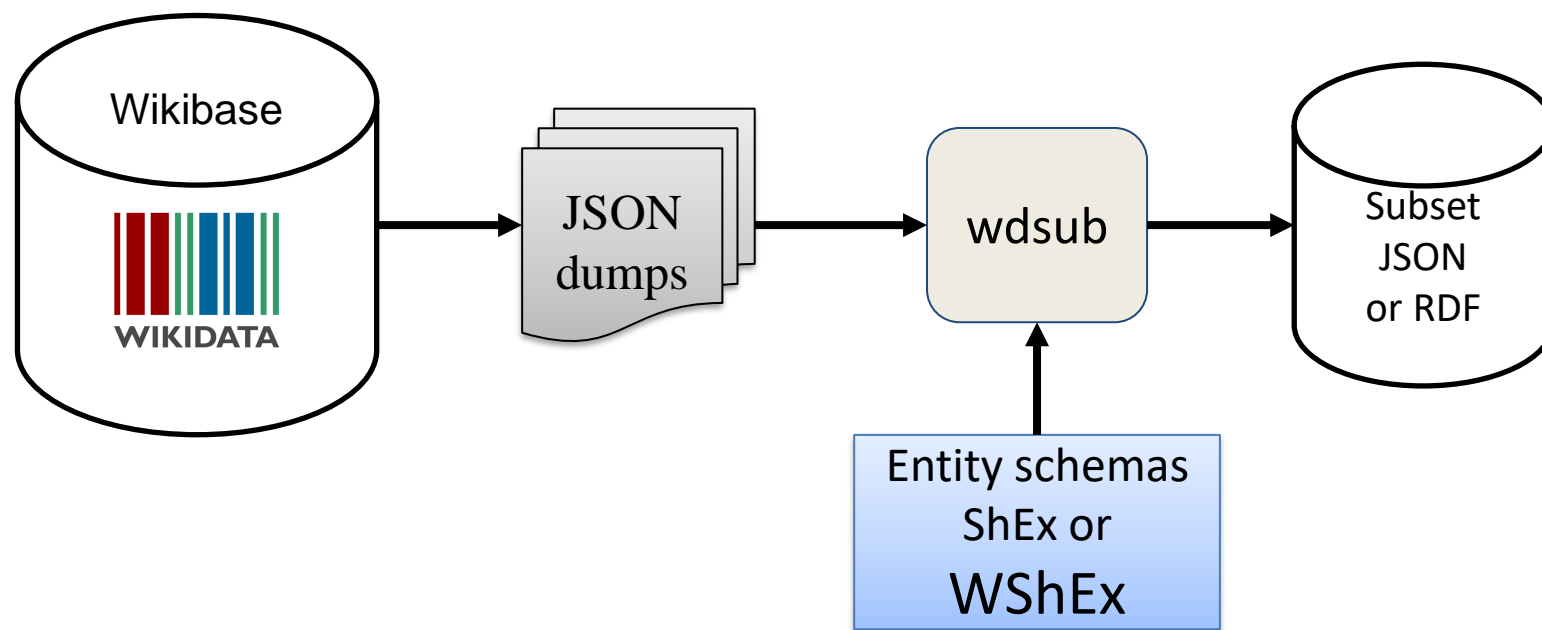 Wikibase
WIKIDATA
JSON
dumps
wdsub
Subset
JSON
or RDF
Entity schemas
ShEx or
WShEx